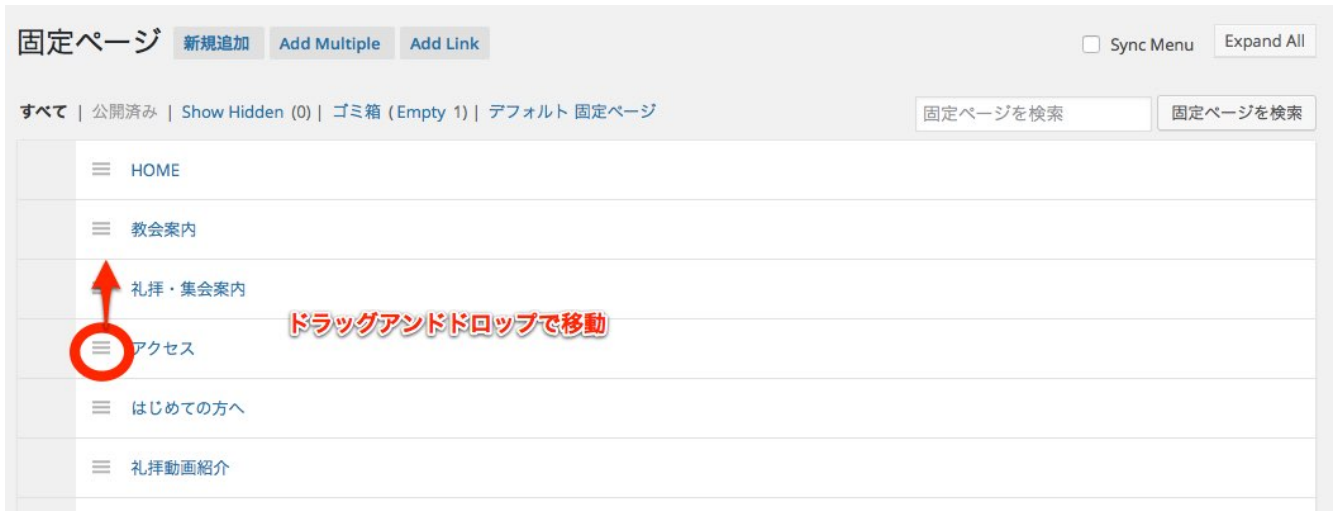 固定ページ 新規追加 Add Multiple Add Link Sync Menu Expand All
すべて | 公開済み | Show Hidden (0) | ゴミ箱 (Empty 1) | デフォルト 固定ページ 固定ページを検索 固定ページを検索
HOME
教会案内
礼拝・集会案内
ドラッグアンドドロップで移動
アクセス
はじめての方へ
礼拝動画紹介